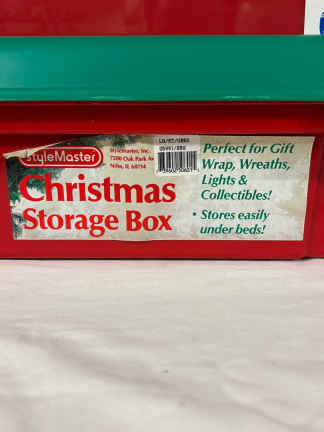 StyleMaster
Stylemaster, Inc.
7200 Oak Park Av
Niles, IL 60714
Perfect for Gift
Wrap, Wreaths,
Lights &
Collectibles!
Christmas
Storage Box
• Stores easily
under beds!